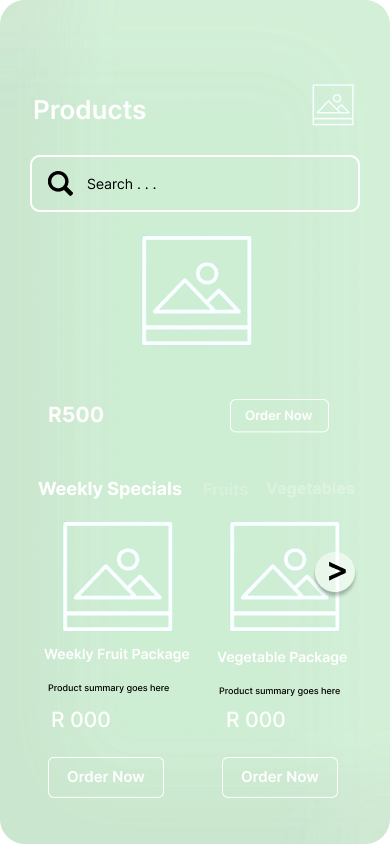 Products
Search . . .
R500
Order Now
Weekly Specials Fruits Vegetables
>
Weekly Fruit Package
Vegetable Package
Product summary goes here
Product summary goes here
R 000
R 000
Order Now
Order Now